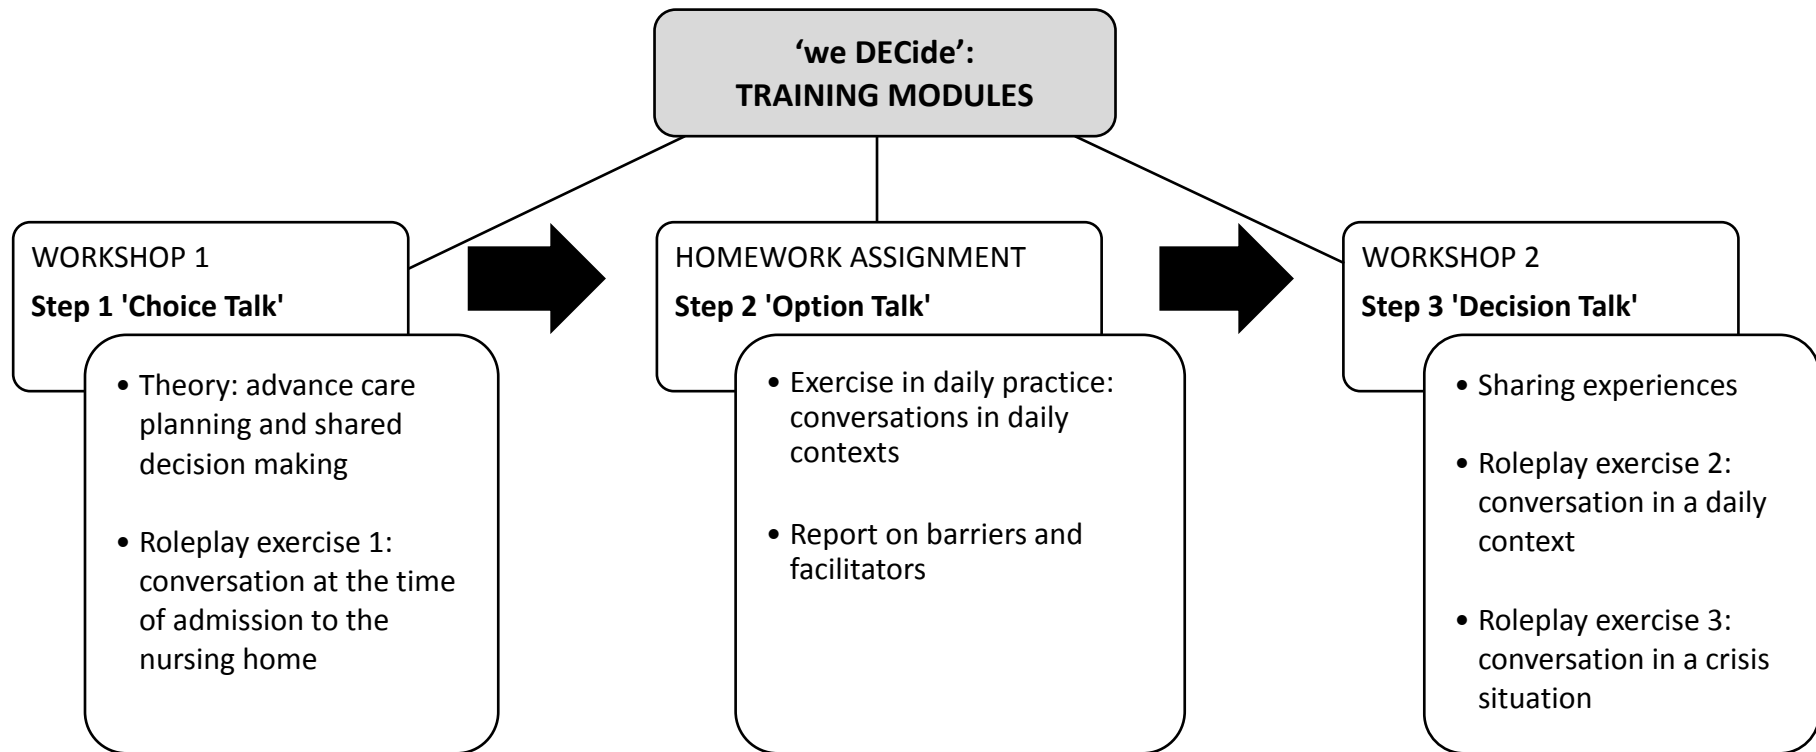 ‘we DECide’:
TRAINING MODULES
WORKSHOP 1
Step 1 'Choice Talk'
• Theory: advance care
planning and shared
decision making
• Roleplay exercise 1:
conversation at the time
of admission to the
nursing home
HOMEWORK ASSIGNMENT
Step 2 'Option Talk'
• Exercise in daily practice:
conversations in daily
contexts
• Report on barriers and
facilitators
WORKSHOP 2
Step 3 'Decision Talk'
• Sharing experiences
• Roleplay exercise 2:
conversation in a daily
context
• Roleplay exercise 3:
conversation in a crisis
situation